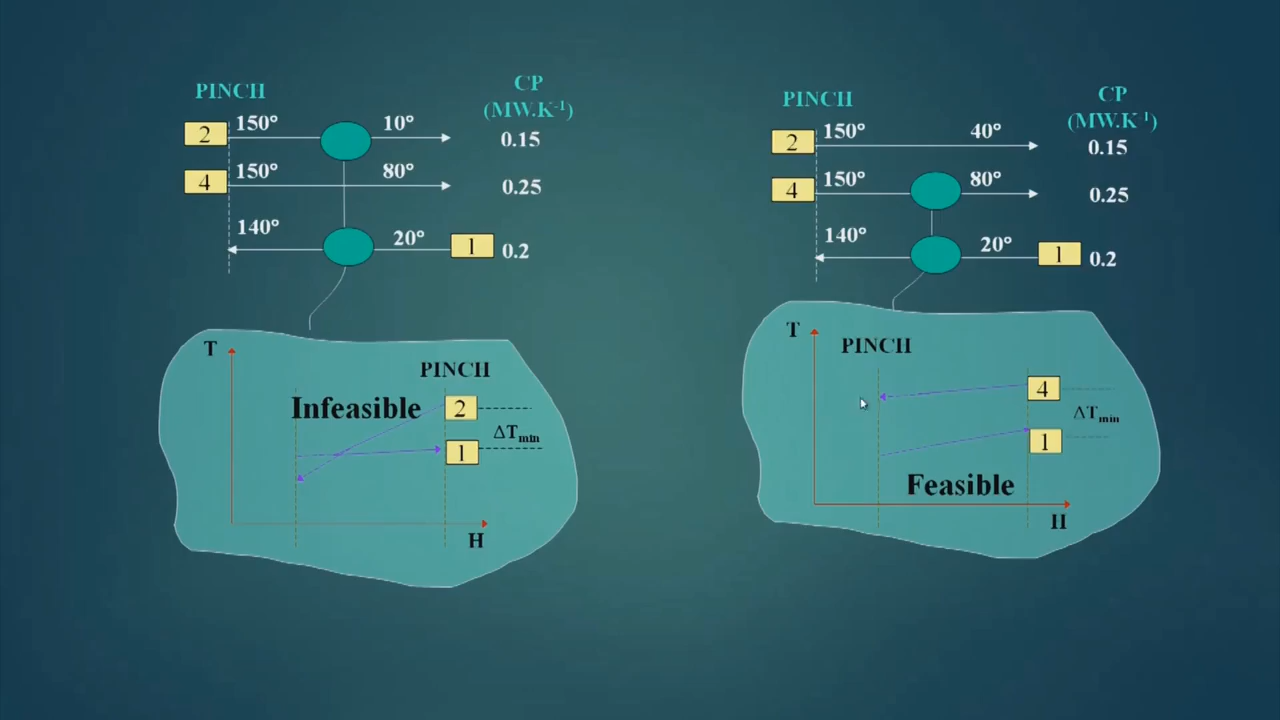 PINCH
CP
(MW.K-1)
2 150° 10° 0.15
4 150° 80° 0.25
140° 20° 1 0.2
T
PINCH
Infeasible 2
ΔTmin
1
H
PINCH
CP
(MW.K-1)
2 150° 40° 0.15
4 150° 80° 0.25
140° 20° 1 0.2
T
PINCH
4
ΔTmin
1
Feasible
H